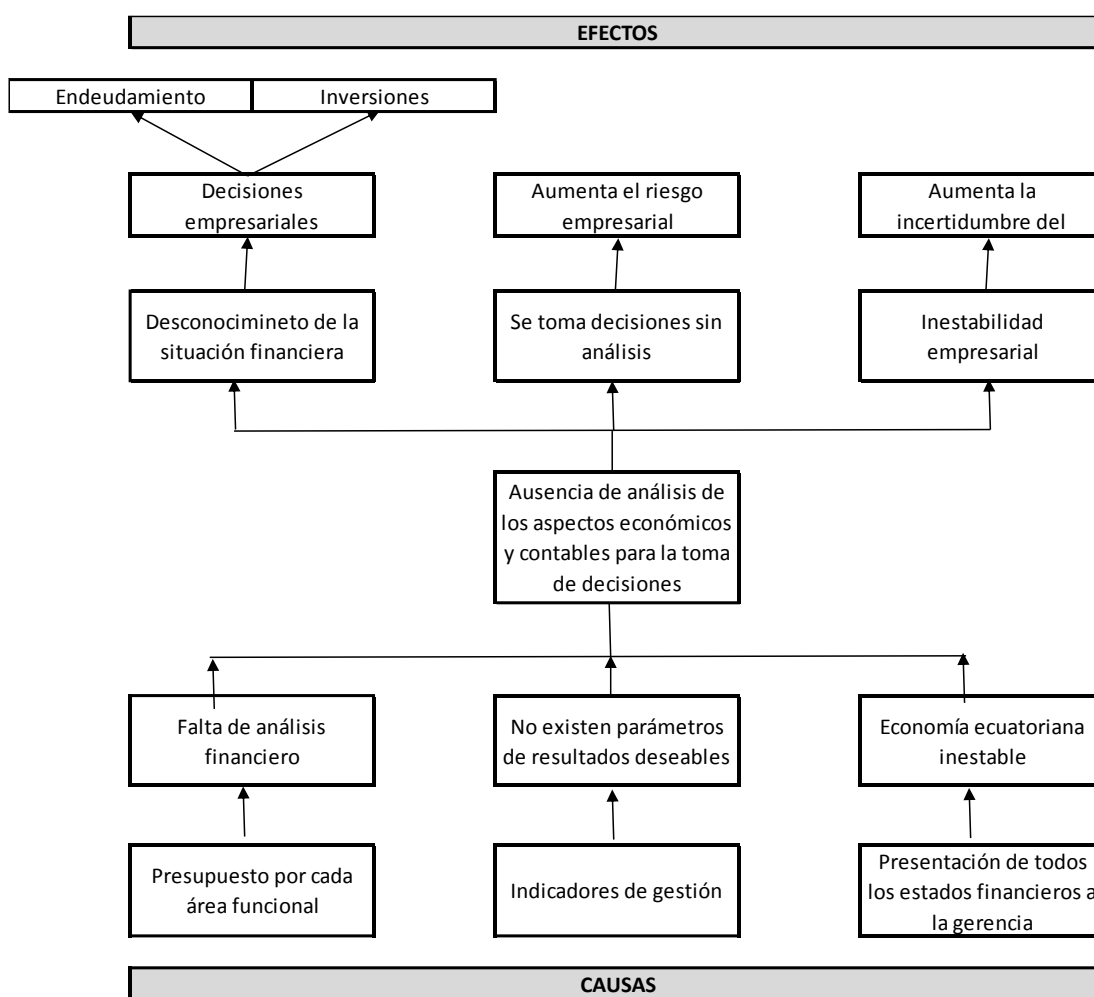 EFECTOS
Endeudamiento
Inversiones
Decisiones
empresariales
Aumenta el riesgo
empresarial
Aumenta la
incertidumbre del
Desconocimineto de la
situación financiera
Se toma decisiones sin
análisis
Inestabilidad
empresarial
Ausencia de análisis de
los aspectos económicos
y contables para la toma
de decisiones
Falta de análisis
financiero
No existen parámetros
de resultados deseables
Economía ecuatoriana
inestable
Presupuesto por cada
área funcional
Indicadores de gestión
Presentación de todos
los estados financieros a
la gerencia
CAUSAS